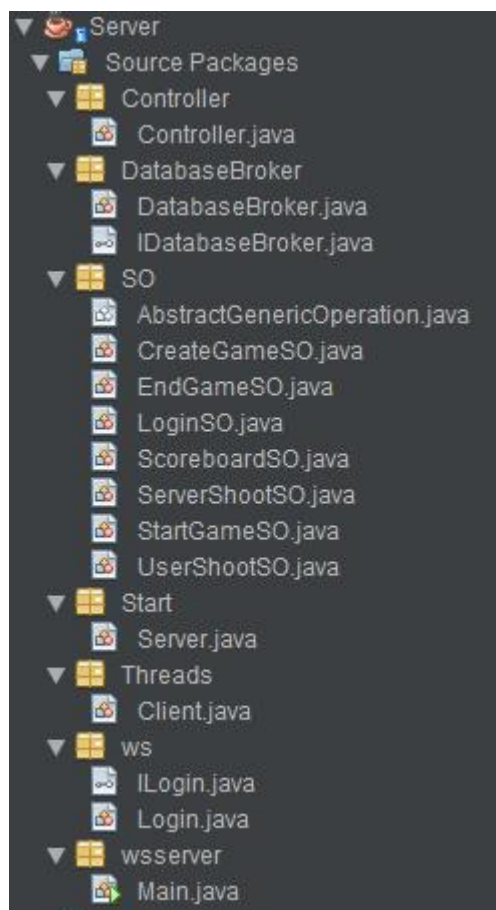 Server
Source Packages
Controller
Controller.java
DatabaseBroker
DatabaseBroker.java
IDatabaseBroker.java
SO
AbstractGenericOperation.java
CreateGameSO.java
EndGameSO.java
LoginSO.java
ScoreboardSO.java
ServerShootSO.java
StartGameSO.java
UserShootSO.java
Start
Server.java
Threads
Client.java
ws
ILogin.java
Login.java
wsserver
Main.java